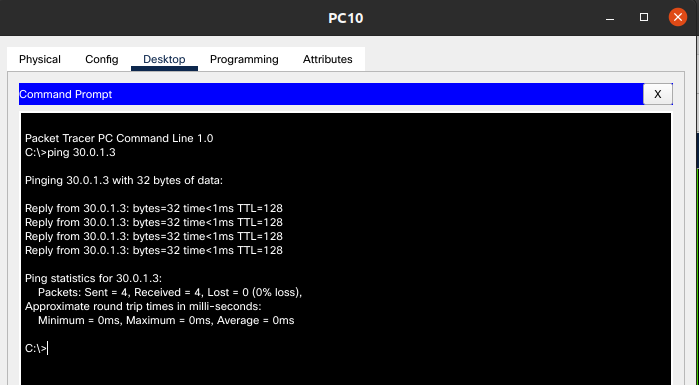 PC10
Physical Config Desktop Programming Attributes
Command Prompt X
Packet Tracer PC Command Line 1.0
C:\>ping 30.0.1.3
Pinging 30.0.1.3 with 32 bytes of data:
Reply from 30.0.1.3: bytes=32 time<1ms TTL=128
Reply from 30.0.1.3: bytes=32 time<1ms TTL=128
Reply from 30.0.1.3: bytes=32 time<1ms TTL=128
Reply from 30.0.1.3: bytes=32 time<1ms TTL=128
Ping statistics for 30.0.1.3:
Packets: Sent = 4, Received = 4, Lost = 0 (0% loss),
Approximate round trip times in milli-seconds:
Minimum = 0ms, Maximum = 0ms, Average = 0ms
C:\>